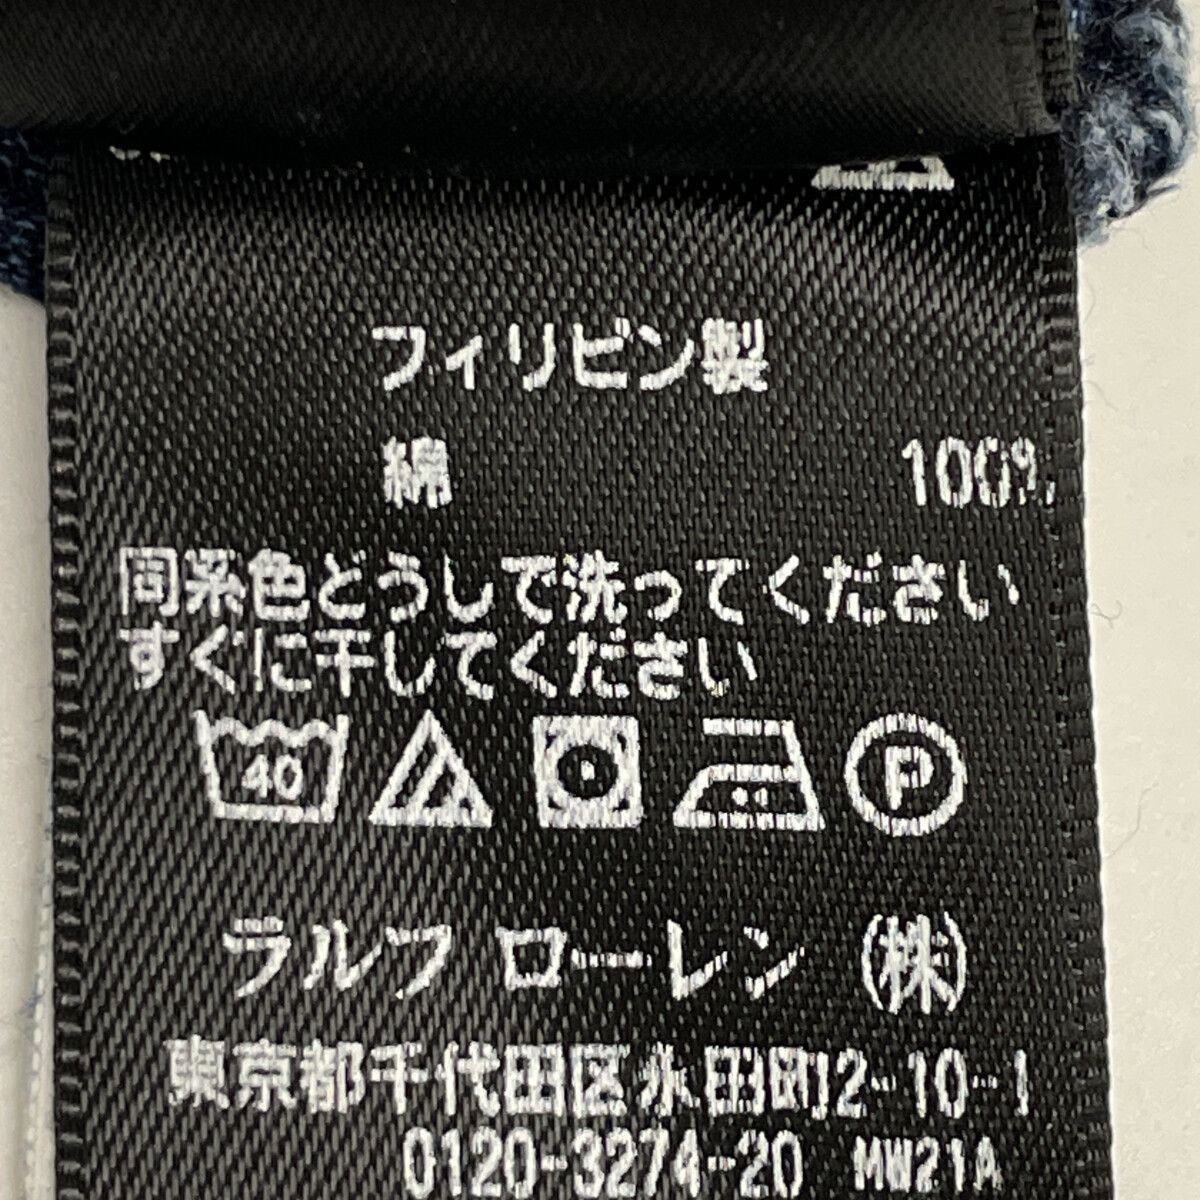 フィリピン製
綿 100%
同系色どうしで洗ってください
すぐに干してください
40 P
ラルフ ローレン (株)
東京都千代田区永田町2-10-1
0120-3274-20 MW21A